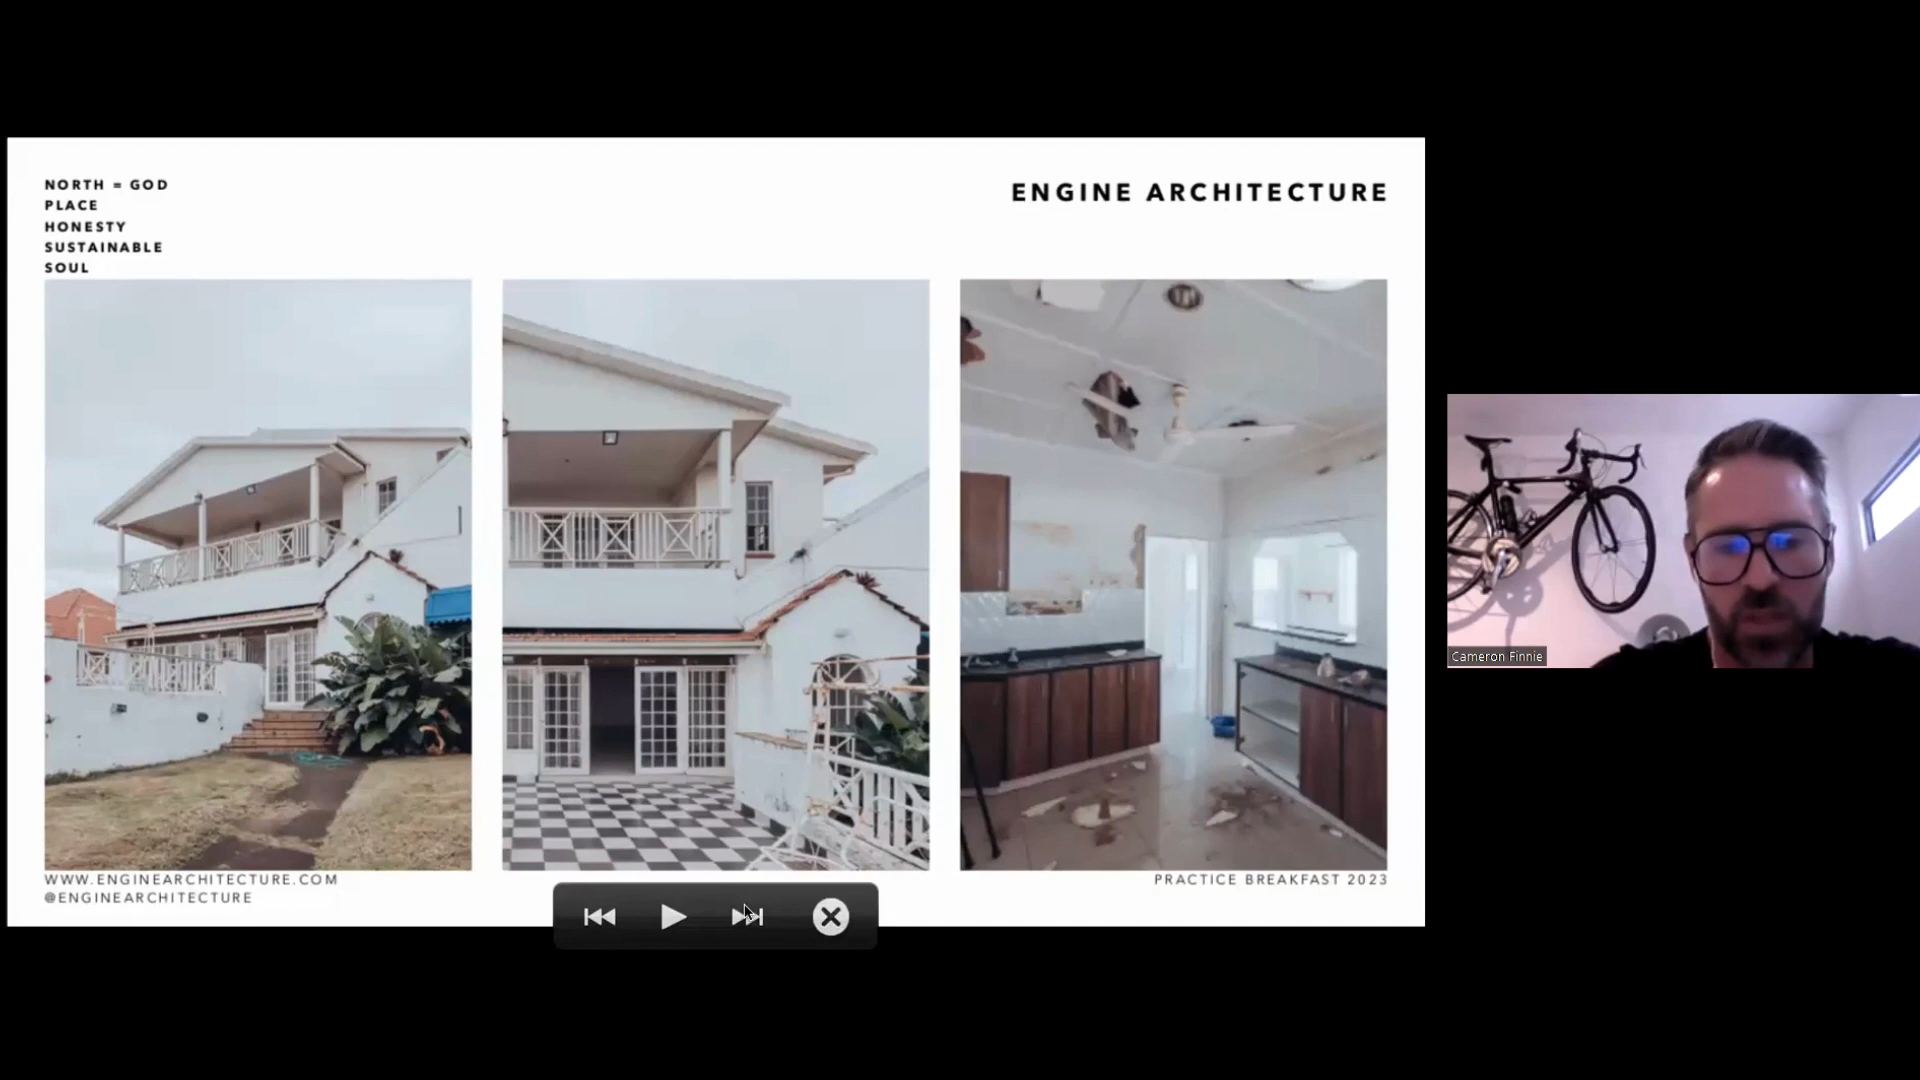 NORTH = GOD
PLACE
HONESTY
SUSTAINABLE
SOUL
ENGINE ARCHITECTURE
WWW.ENGINEARCHITECTURE.COM
@ENGINEARCHITECTURE
PRACTICE BREAKFAST 2023
Cameron Finnie